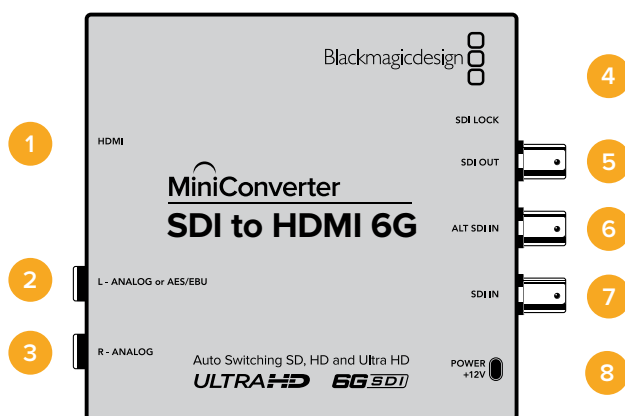 Blackmagicdesign
4
SDI LOCK
1
HDMI
SDI OUT
5
MiniConverter
SDI to HDMI 6G
ALT SDI IN
6
2
L - ANALOG or AES/EBU
SDI IN
7
3
R - ANALOG
Auto Switching SD, HD and Ultra HD
POWER
+12V
8
ULTRA HD 6G SDI